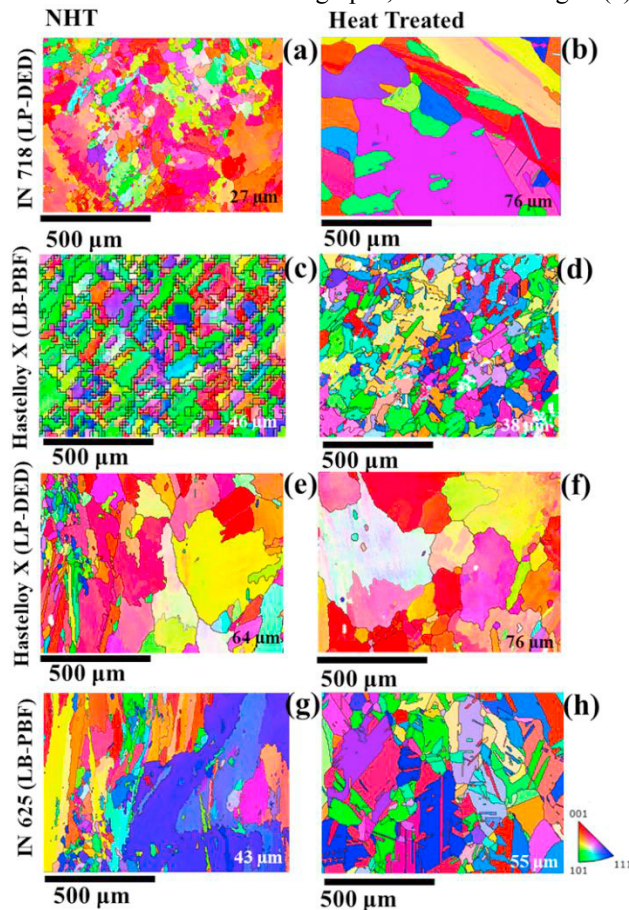 NHT Heat Treated
IN 718 (LP-DED)
(a) (b)
27 µm 76 µm
500 µm 500 µm
Hastelloy X (LB-PBF)
(c) (d)
46 µm 38 µm
500 µm 500 µm
Hastelloy X (LP-DED)
(e) (f)
64 µm 76 µm
500 µm 500 µm
IN 625 (LB-PBF)
(g) (h)
43 µm 55 µm
500 µm 500 µm
001
101 111